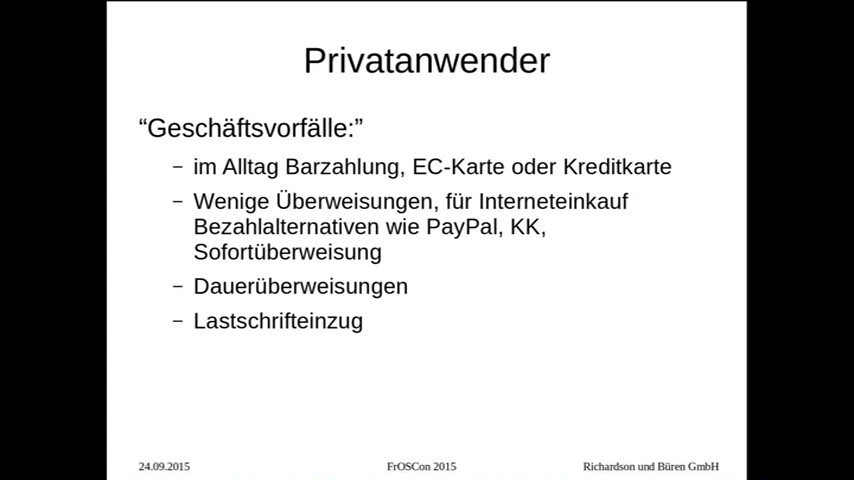 Privatanwender
“Geschäftsvorfälle:”
– im Alltag Barzahlung, EC-Karte oder Kreditkarte
– Wenige Überweisungen, für Interneteinkauf
Bezahlalternativen wie PayPal, KK,
Sofortüberweisung
– Dauerüberweisungen
– Lastschrifteinzug
24.09.2015 FrOSCon 2015 Richardson und Büren GmbH